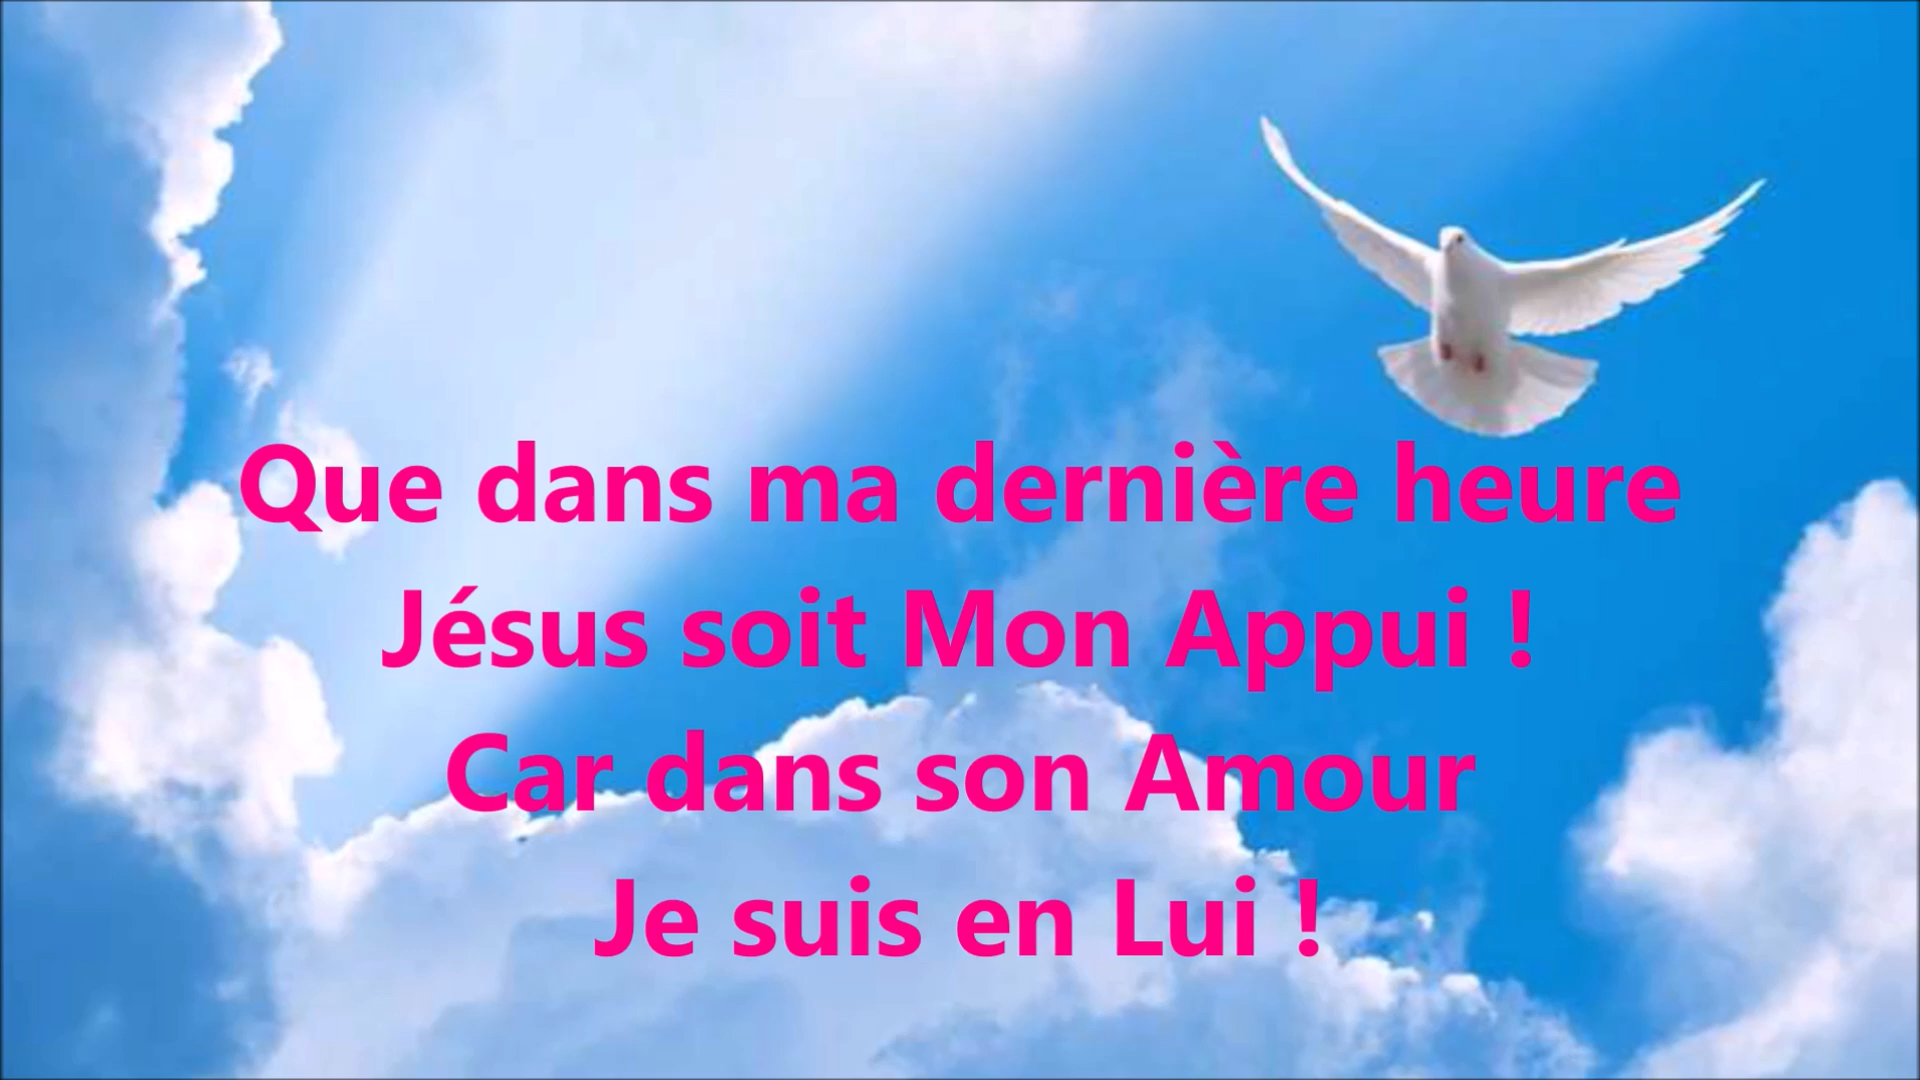 Que dans ma dernière heure
Jésus soit Mon Appui !
Car dans son Amour
Je suis en Lui !